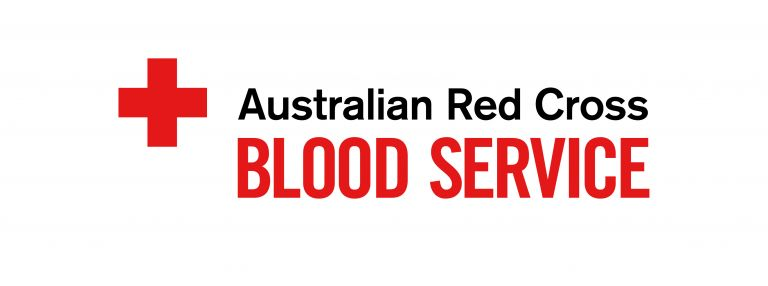 Australian Red Cross
BLOOD SERVICE